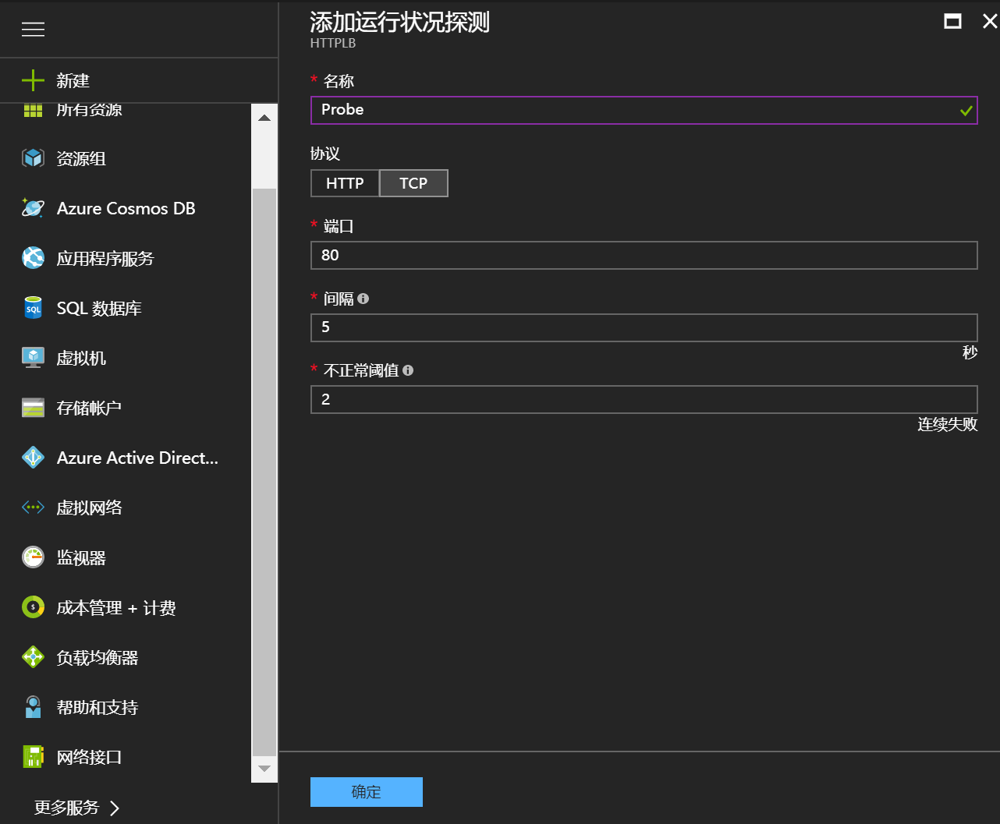 新建
所有资源
资源组
Azure Cosmos DB
应用程序服务
SQL
SQL 数据库
虚拟机
存储帐户
Azure Active Direct...
虚拟网络
监视器
$
成本管理 + 计费
负载均衡器
帮助和支持
网络接口
更多服务
添加运行状况探测
HTTPLB
* 名称
Probe
协议
HTTP TCP
* 端口
80
* 间隔
5
秒
* 不正常阈值
2
连续失败
确定